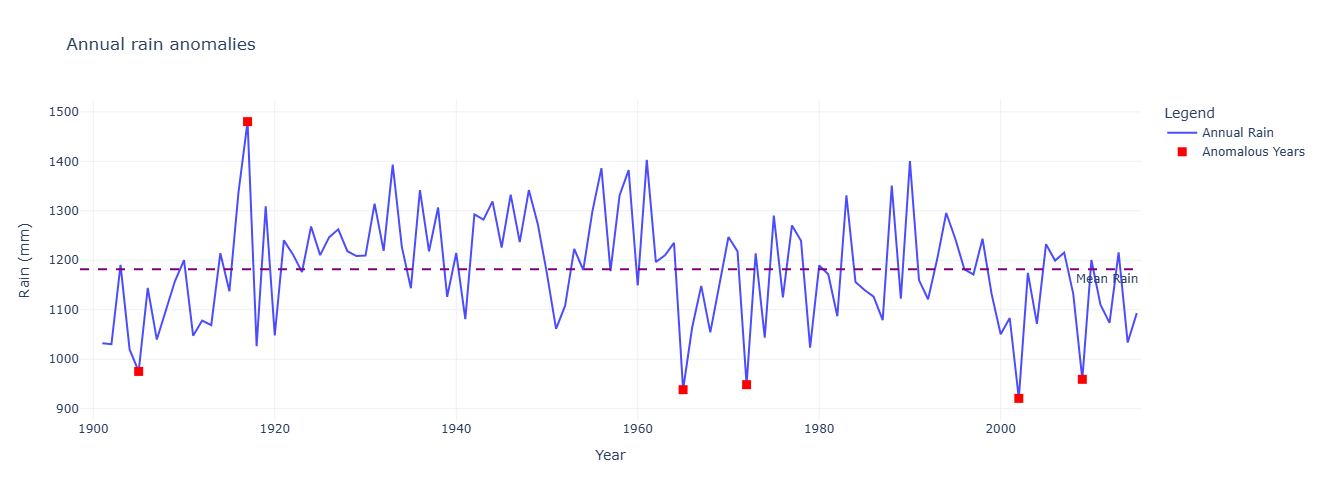 Annual rain anomalies
Legend
Annual Rain
Anomalous Years
1500
1400
1300
1200
1100
1000
900
Rain (mm)
Mean Rain
1900
1920
1940
1960
1980
2000
Year